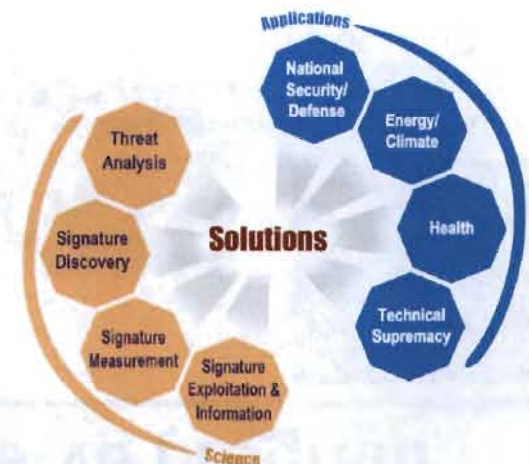 Applications
National
Security/
Defense
Energy/
Climate
Health
Technical
Supremacy
Solutions
Threat
Analysis
Signature
Discovery
Signature
Measurement
Signature
Exploitation &
Information
Science